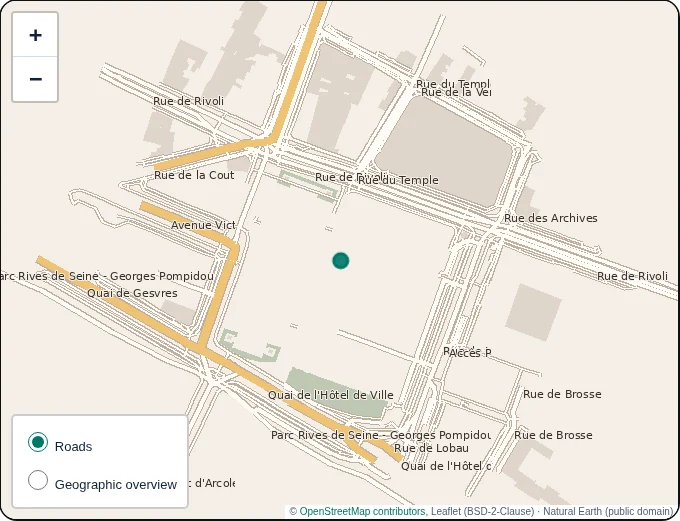 +
−
Rue du Templ
Rue de la Ver
Rue de Rivoli
Rue de la Cout
Rue de Rivoli
Rue du Temple
Rue des Archives
Avenue Vict
arc Rives de Seine - Georges Pompidou
Rue de Rivoli
Quai de Gesvres
Accès P
Quai de l'Hôtel de Ville
Rue de Brosse
Parc Rives de Seine - Georges Pompidou
Rue de Brosse
Rue de Lobau
Quai de l'Hôtel d
Roads
Geographic overview
d'Arcole
© OpenStreetMap contributors, Leaflet (BSD-2-Clause) · Natural Earth (public domain)